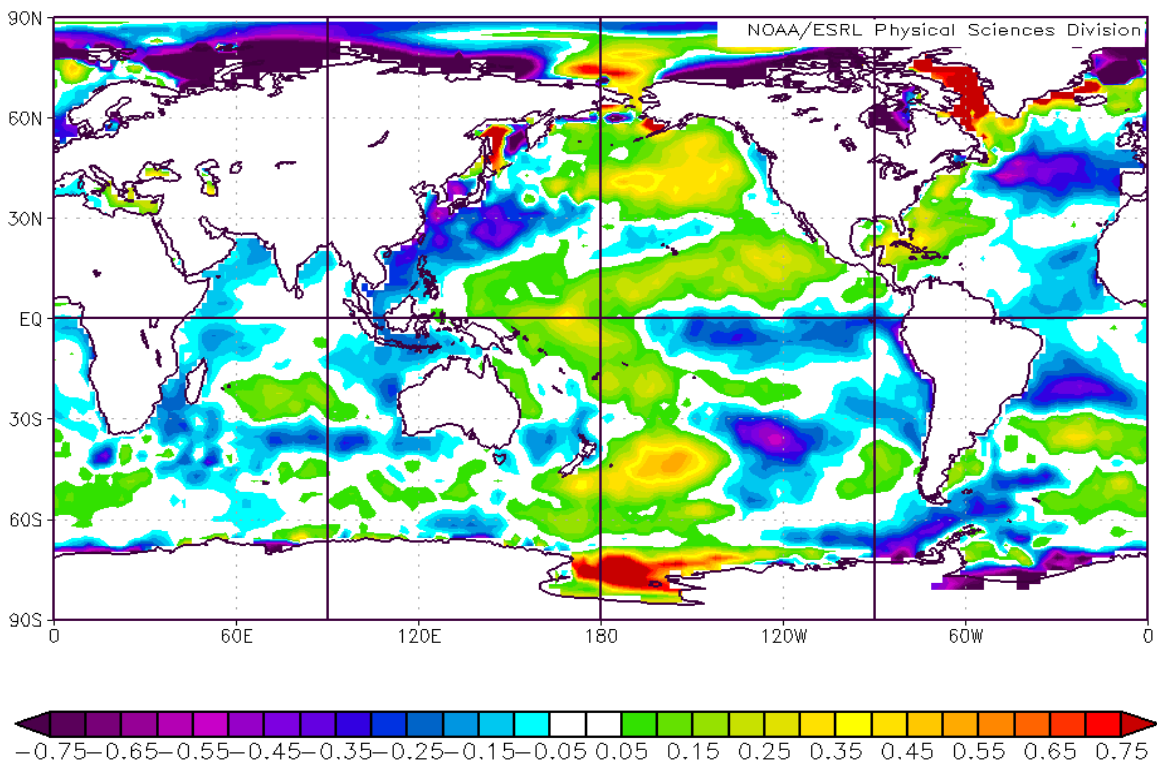 90N
NOAA/ESRL Physical Sciences Division
60N
30N
EQ
30S
60S
90S
0 60E 120E 180 120W 60W 0
-0.75-0.65-0.55-0.45-0.35-0.25-0.15-0.05 0.05 0.15 0.25 0.35 0.45 0.55 0.65 0.75